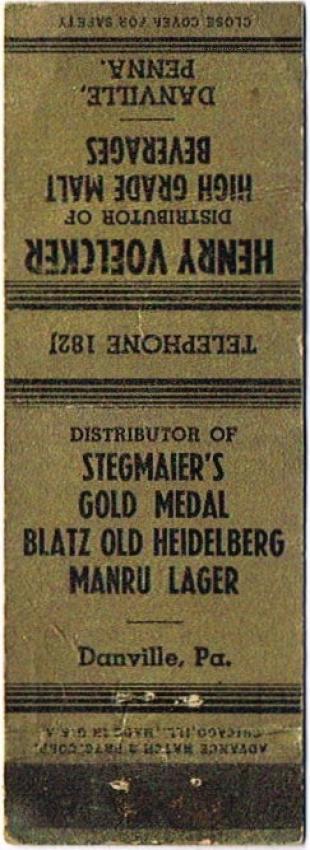 TELEPHONE 182J
HENRY VOELCKER
DISTRIBUTOR OF
HIGH GRADE MALT
BEVERAGES
DANVILLE,
PENNA.
CLOSE COVER FOR SAFETY
DISTRIBUTOR OF
STEGMAIER'S
GOLD MEDAL
BLATZ OLD HEIDELBERG
MANRU LAGER
Danville, Pa.
ADVANCE MATCH & PRTG. CORP.
CHICAGO, ILL., MADE IN U.S.A.